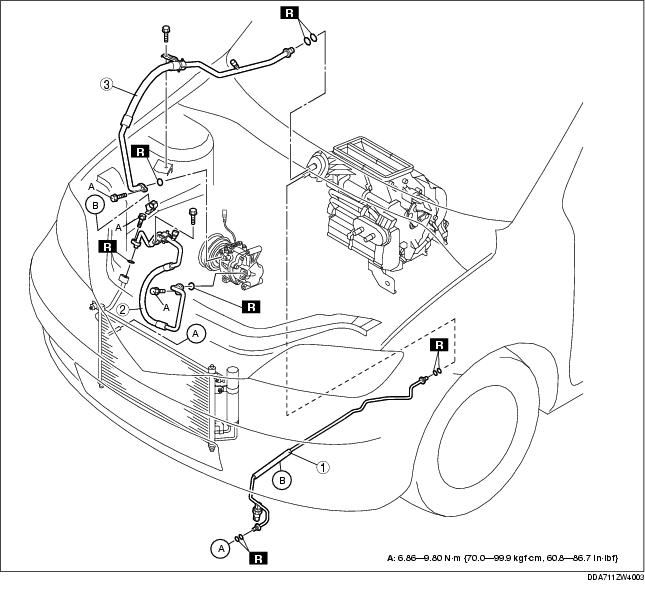 R
③
R
A
B
A
R
R
②
A
A
R
①
B
A
R
A: 6.86—9.80 N·m {70.0—99.9 kgf·cm, 60.8—86.7 in·lbf}
DDA711ZW4003